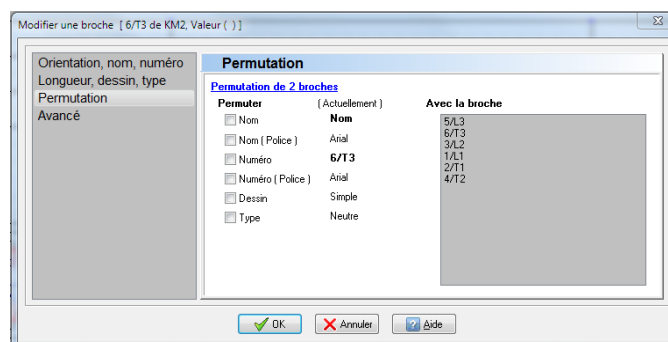 Modifier une broche [ 6/T3 de KM2, Valeur ( ) ]
Orientation, nom, numéro
Longueur, dessin, type
Permutation
Avancé
Permutation
Permutation de 2 broches
Permuter ( Actuellement ) Avec la broche
Nom Nom
Nom ( Police ) Arial
Numéro 6/T3
Numéro ( Police ) Arial
Dessin Simple
Type Neutre
5/L3
6/T3
3/L2
1/L1
2/T1
4/T2
OK Annuler Aide